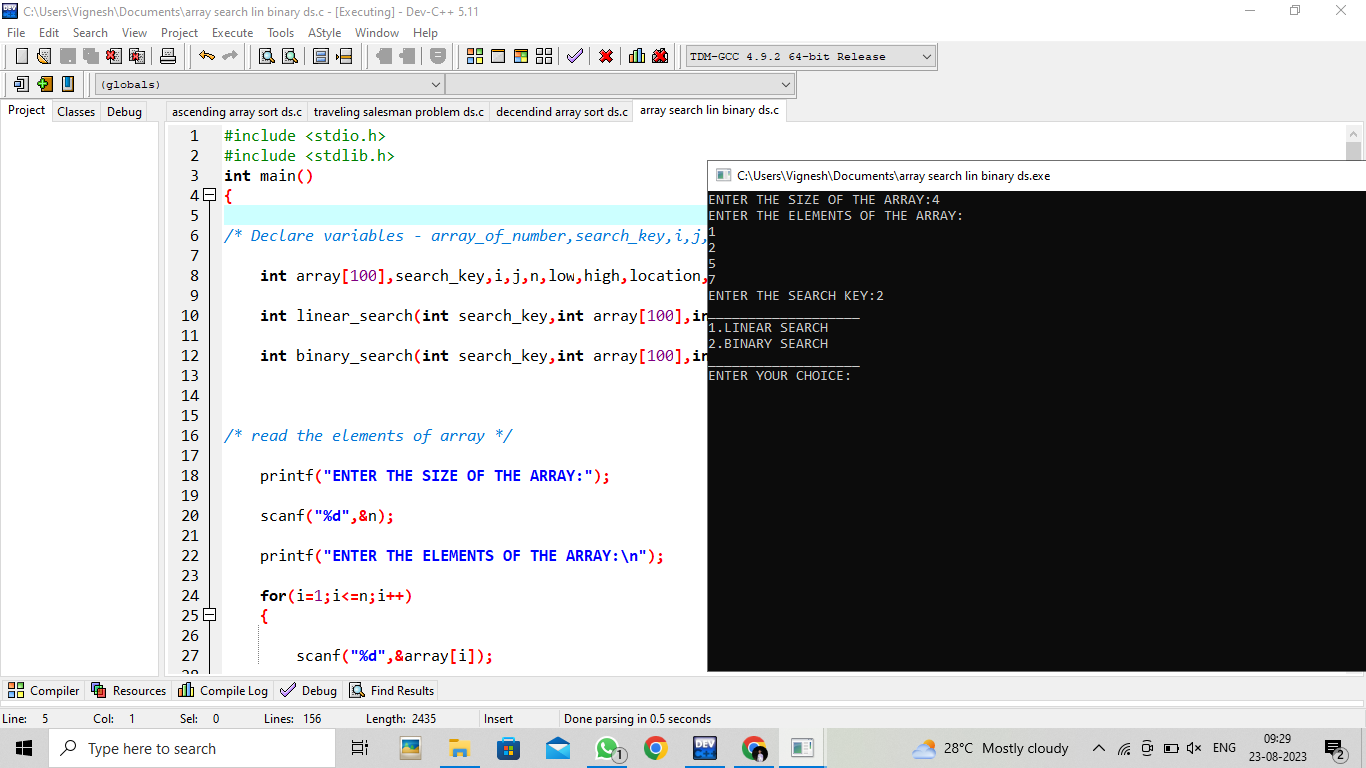 C:\Users\Vignesh\Documents\array search lin binary ds.c - [Executing] - Dev-C++ 5.11
File Edit Search View Project Execute Tools AStyle Window Help
TDM-GCC 4.9.2 64-bit Release
(globals)
Project Classes Debug
ascending array sort ds.c traveling salesman problem ds.c decendind array sort ds.c array search lin binary ds.c
1 #include <stdio.h>
2 #include <stdlib.h>
3 int main()
4 {
5
6 /* Declare variables - array_of_number,search_key,i,j,
7
8 int array[100],search_key,i,j,n,low,high,location,
9
10 int linear_search(int search_key,int array[100],in
11
12 int binary_search(int search_key,int array[100],in
13
14
15
16 /* read the elements of array */
17
18 printf("ENTER THE SIZE OF THE ARRAY:");
19
20 scanf("%d",&n);
21
22 printf("ENTER THE ELEMENTS OF THE ARRAY:\n");
23
24 for(i=1;i<=n;i++)
25 {
26
27 scanf("%d",&array[i]);
C:\Users\Vignesh\Documents\array search lin binary ds.exe
ENTER THE SIZE OF THE ARRAY:4
ENTER THE ELEMENTS OF THE ARRAY:
1
2
5
7
ENTER THE SEARCH KEY:2
___________________
1.LINEAR SEARCH
2.BINARY SEARCH
___________________
ENTER YOUR CHOICE:
Compiler Resources Compile Log Debug Find Results
Line: 5 Col: 1 Sel: 0 Lines: 156 Length: 2435 Insert Done parsing in 0.5 seconds
Type here to search
DEV
1
28°C Mostly cloudy
ENG
09:29
23-08-2023
2